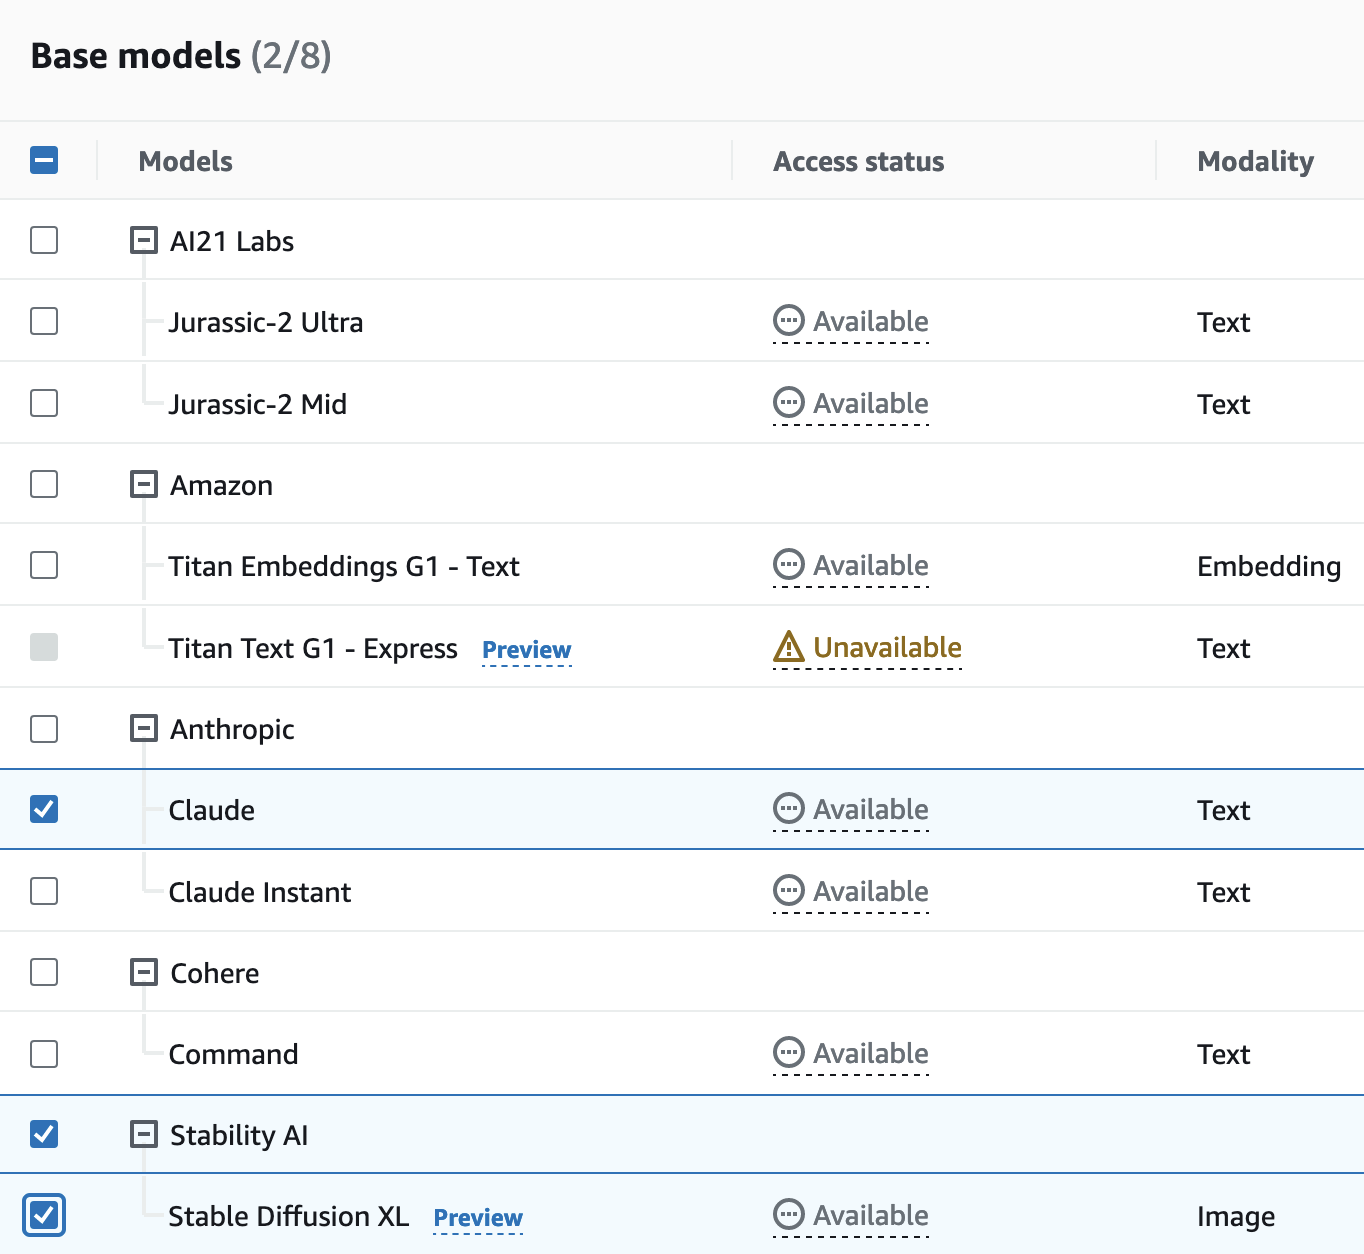 Base models (2/8)
Models Access status Modality
AI21 Labs
Jurassic-2 Ultra Available Text
Jurassic-2 Mid Available Text
Amazon
Titan Embeddings G1 - Text Available Embedding
Titan Text G1 - Express Preview Unavailable Text
Anthropic
Claude Available Text
Claude Instant Available Text
Cohere
Command Available Text
Stability AI
Stable Diffusion XL Preview Available Image